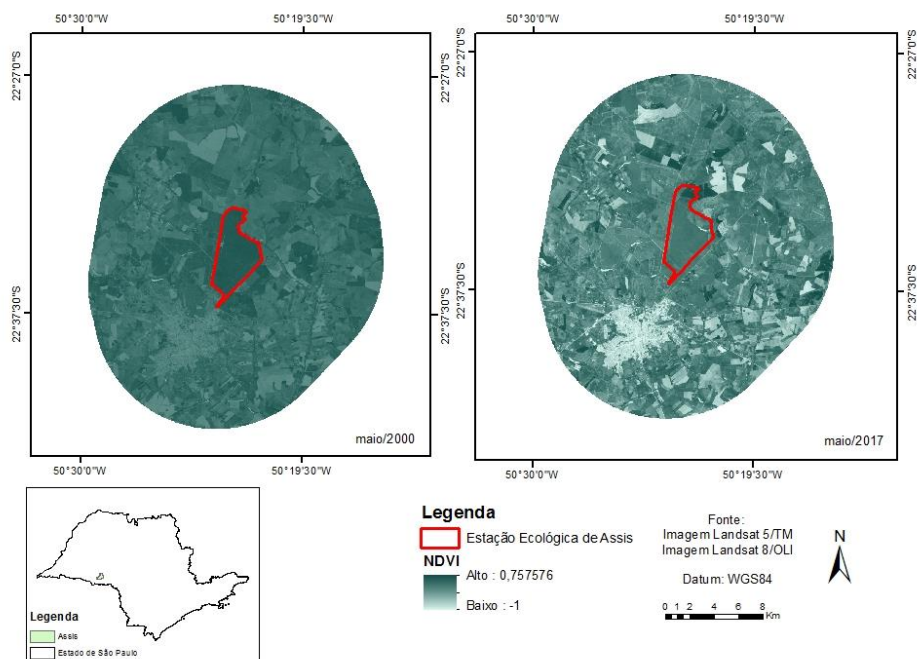 50°30'0"W 50°19'30"W 50°30'0"W 50°19'30"W
22°27'0"S 22°27'0"S 22°27'0"S 22°27'0"S
22°37'30"S 22°37'30"S 22°37'30"S 22°37'30"S
maio/2000 maio/2017
50°30'0"W 50°19'30"W 50°30'0"W 50°19'30"W
Legenda
Assis
Estado de São Paulo
Legenda
Estação Ecológica de Assis
NDVI
Alto : 0,757576
Baixo : -1
Fonte:
Imagem Landsat 5/TM
Imagem Landsat 8/OLI
Datum: WGS84
0 1 2 4 6 8
Km
N